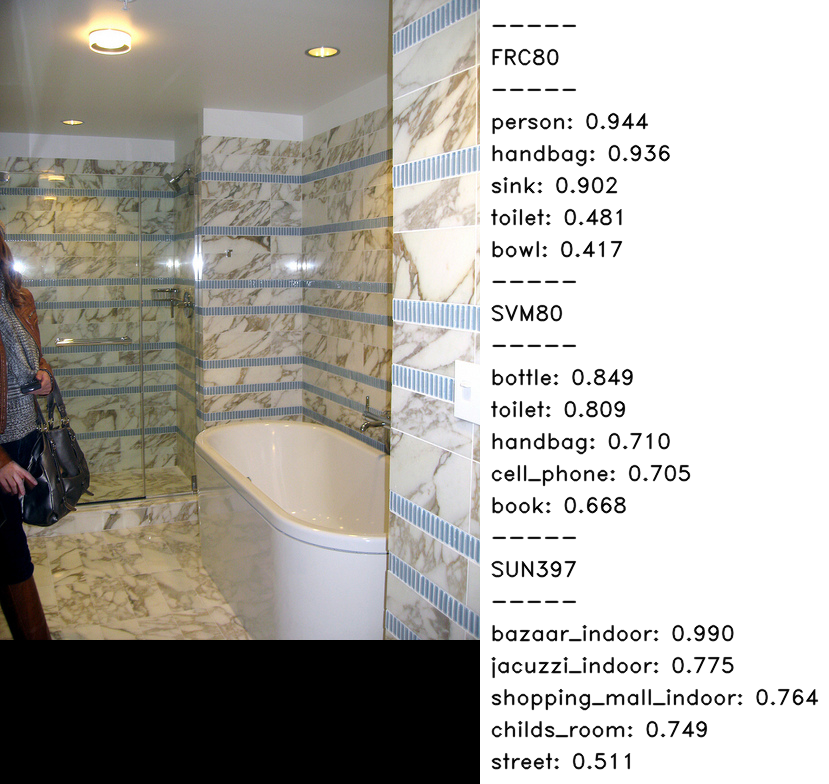 -----
FRC80
-----
person: 0.944
handbag: 0.936
sink: 0.902
toilet: 0.481
bowl: 0.417
-----
SVM80
-----
bottle: 0.849
toilet: 0.809
handbag: 0.710
cell_phone: 0.705
book: 0.668
-----
SUN397
-----
bazaar_indoor: 0.990
jacuzzi_indoor: 0.775
shopping_mall_indoor: 0.764
childs_room: 0.749
street: 0.511